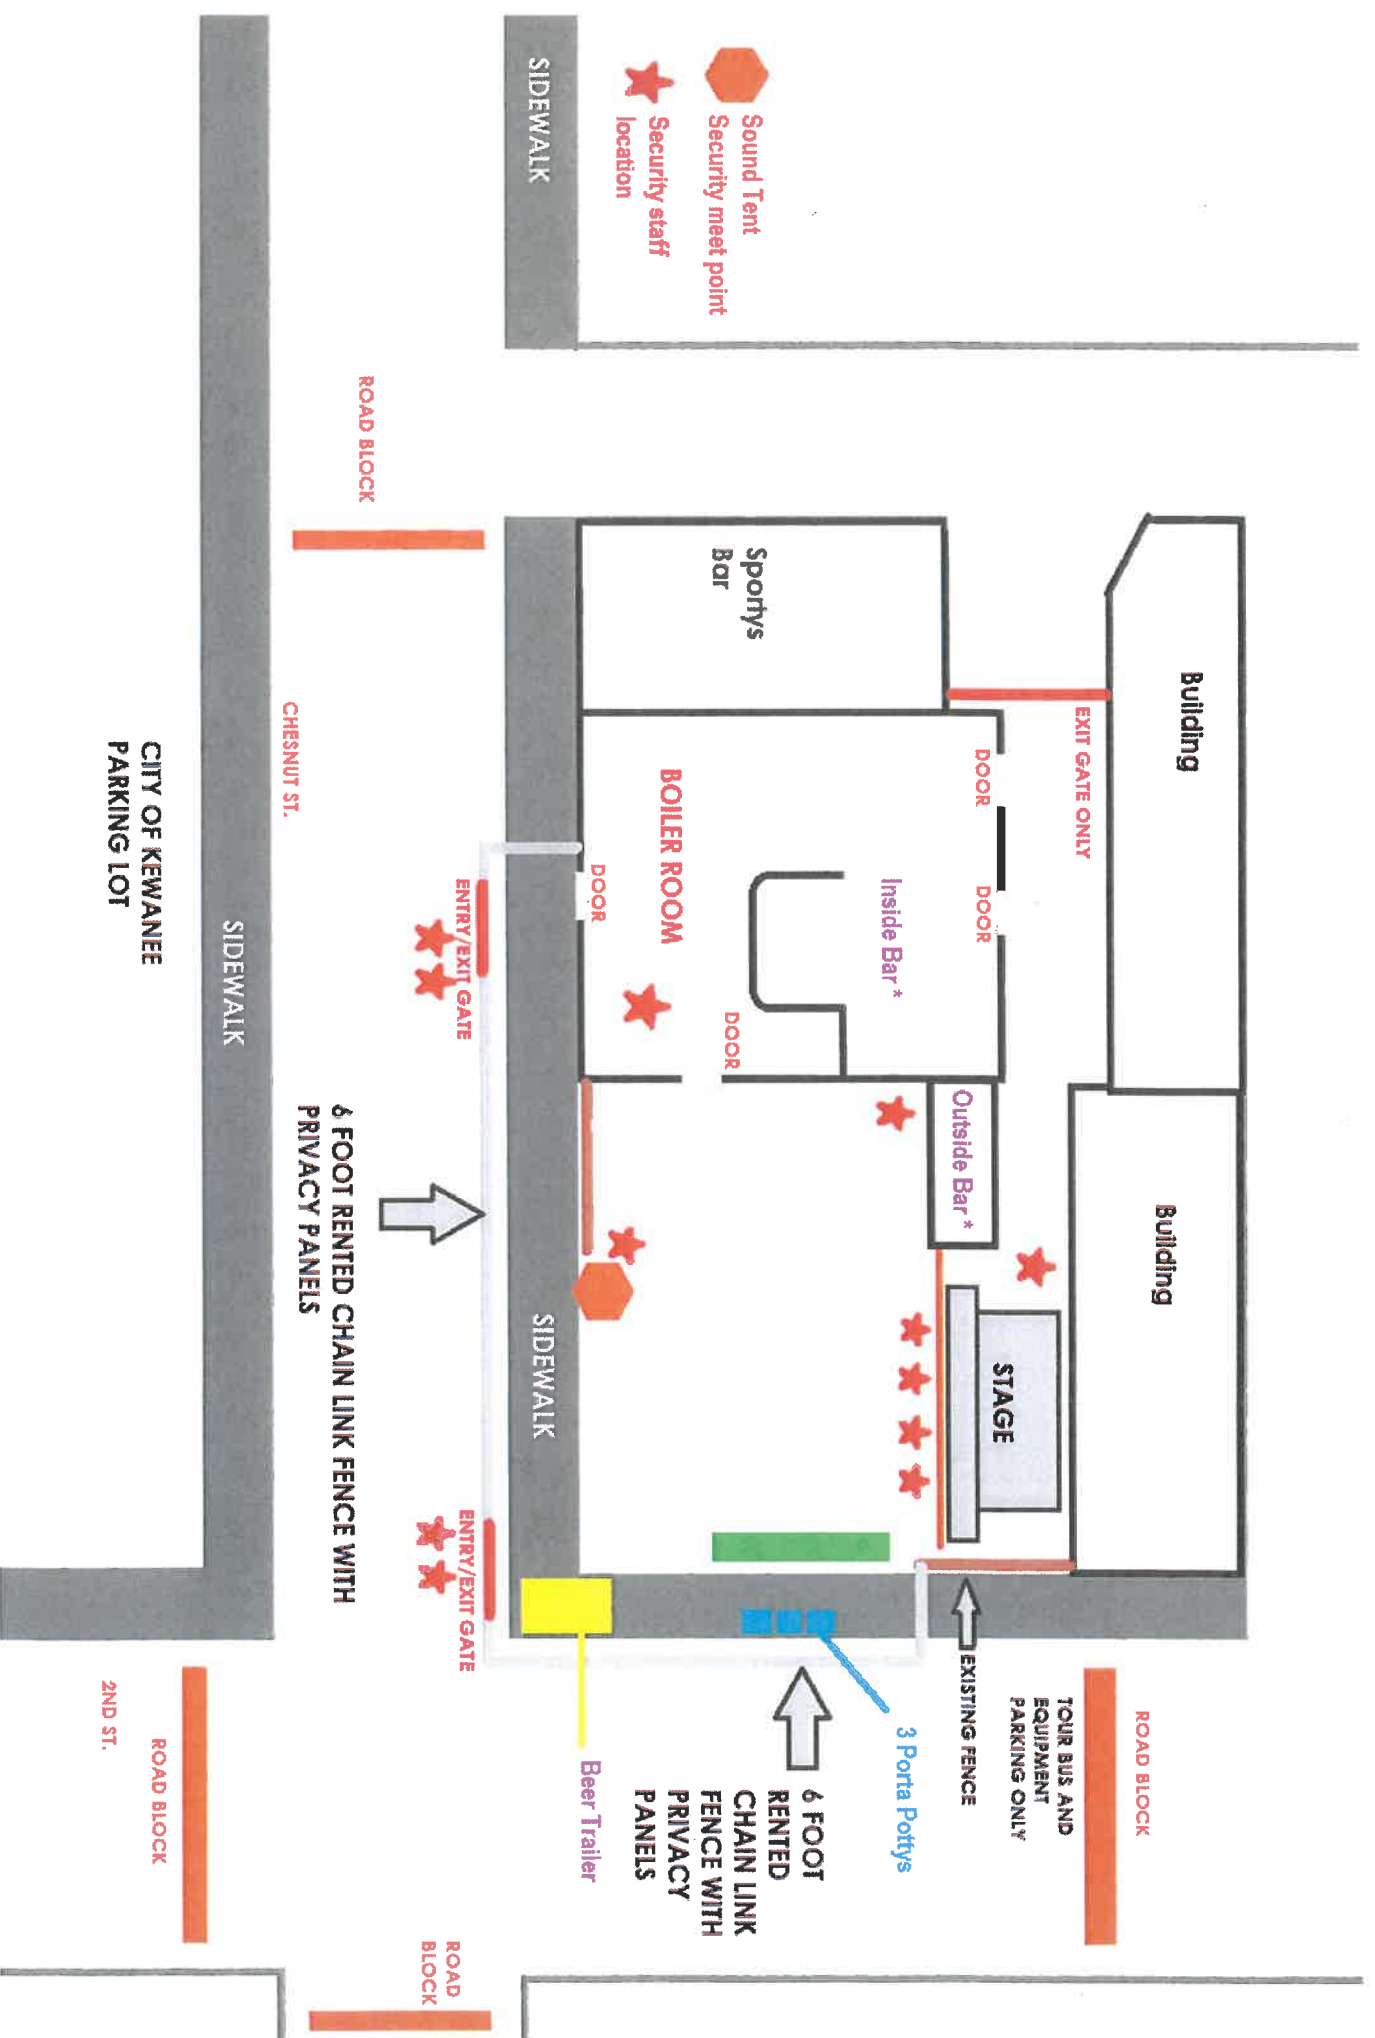 Sound Tent
Security meet point
Security staff
location
SIDEWALK
Building
Building
EXIT GATE ONLY
Sportys
Bar
DOOR
DOOR
Inside Bar *
BOILER ROOM
DOOR
DOOR
Outside Bar *
STAGE
EXISTING FENCE
ROAD BLOCK
TOUR BUS AND
EQUIPMENT
PARKING ONLY
3 Porta Pottys
6 FOOT
RENTED
CHAIN LINK
FENCE WITH
PRIVACY
PANELS
Beer Trailer
SIDEWALK
ROAD BLOCK
ENTRY/EXIT GATE
ENTRY/EXIT GATE
ROAD
BLOCK
6 FOOT RENTED CHAIN LINK FENCE WITH
PRIVACY PANELS
CHESNUT ST.
SIDEWALK
CITY OF KEWANEE
PARKING LOT
ROAD BLOCK
2ND ST.